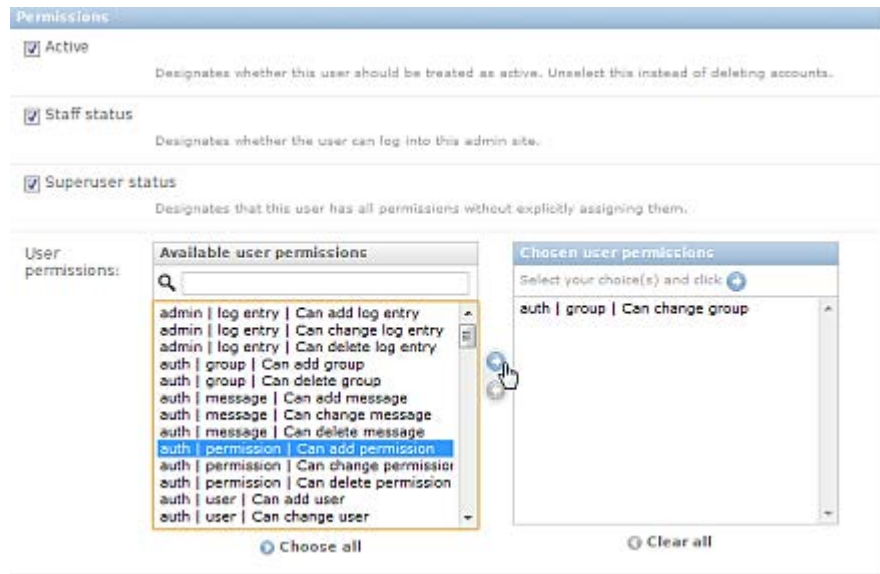 Permissions
Active
Designates whether this user should be treated as active. Unselect this instead of deleting accounts.
Staff status
Designates whether the user can log into this admin site.
Superuser status
Designates that this user has all permissions without explicitly assigning them.
User
permissions:
Available user permissions
admin | log entry | Can add log entry
admin | log entry | Can change log entry
admin | log entry | Can delete log entry
auth | group | Can add group
auth | group | Can delete group
auth | message | Can add message
auth | message | Can change message
auth | message | Can delete message
auth | permission | Can add permission
auth | permission | Can change permission
auth | permission | Can delete permission
auth | user | Can add user
auth | user | Can change user
Choose all
Chosen user permissions
Select your choice(s) and click
auth | group | Can change group
Clear all